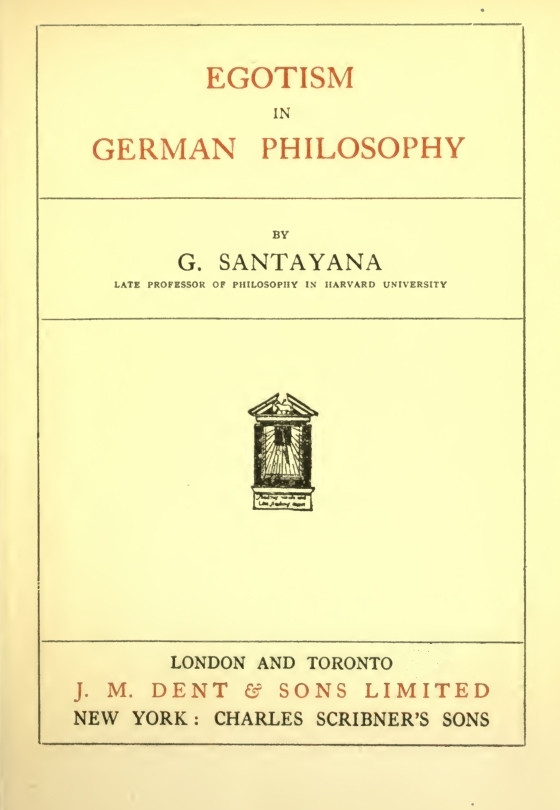 EGOTISM
IN
GERMAN PHILOSOPHY
BY
G. SANTAYANA
LATE PROFESSOR OF PHILOSOPHY IN HARVARD UNIVERSITY
LONDON AND TORONTO
J. M. DENT & SONS LIMITED
NEW YORK: CHARLES SCRIBNER'S SONS